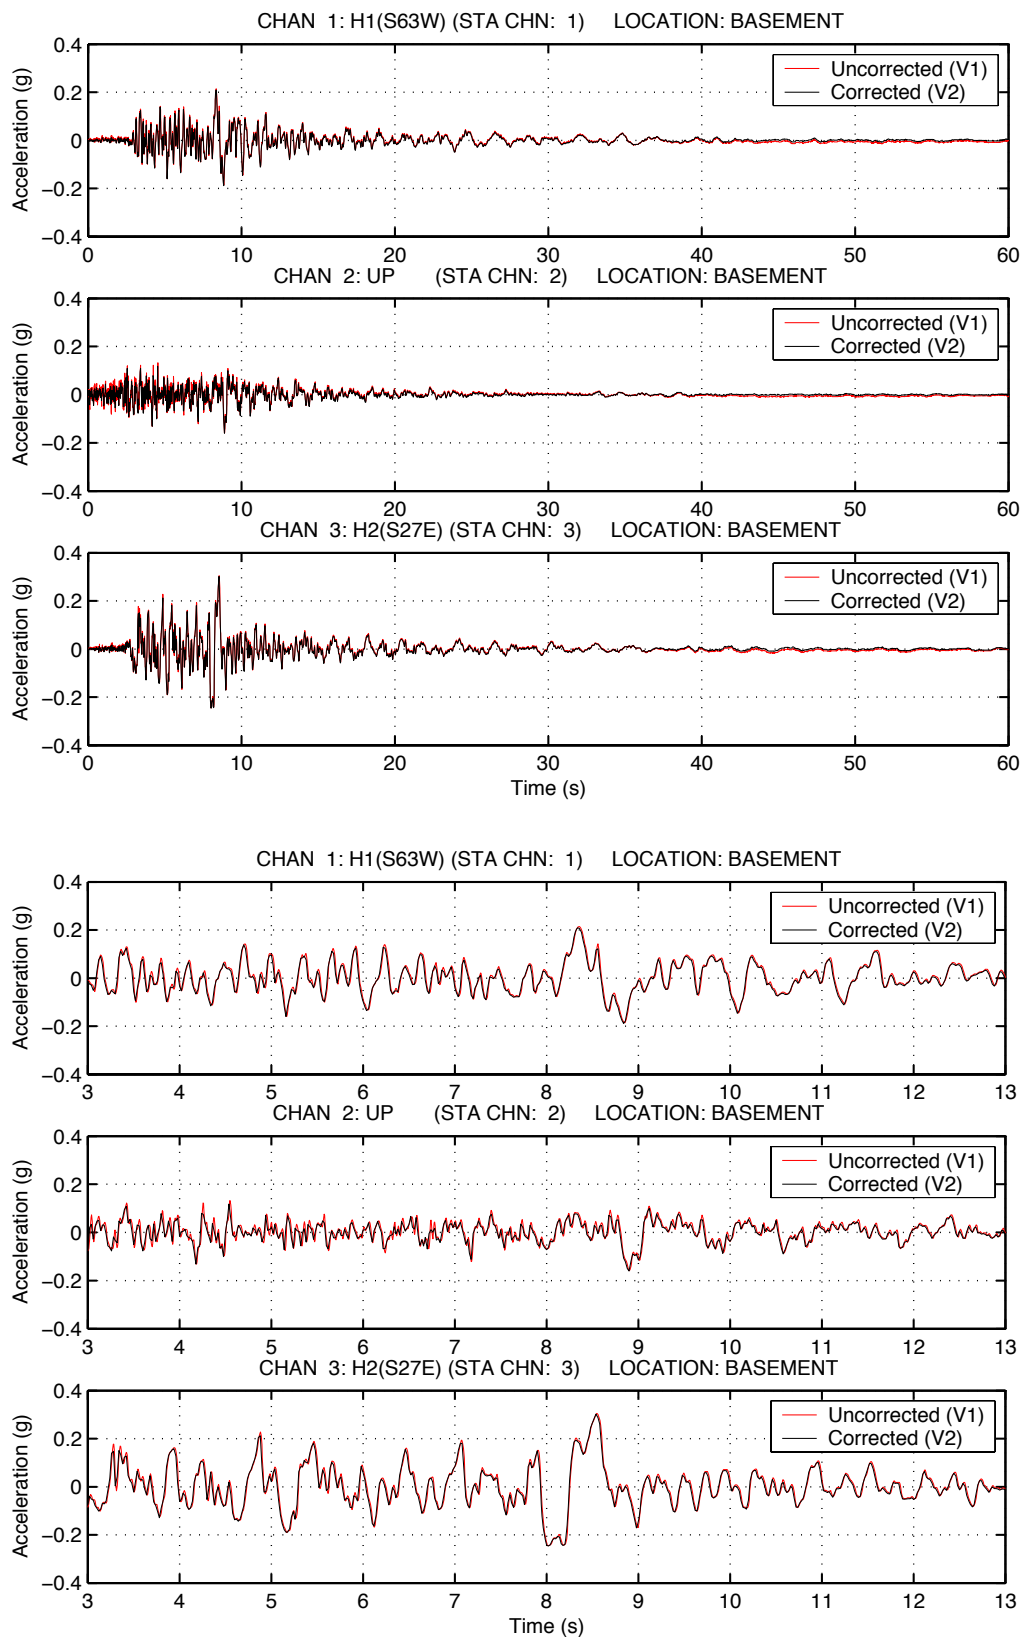 CHAN 1: H1(S63W) (STA CHN: 1) LOCATION: BASEMENT
Acceleration (g)
0.4
0.2
0
−0.2
−0.4
Uncorrected (V1)
Corrected (V2)
0 10 20 30 40 50 60
CHAN 2: UP (STA CHN: 2) LOCATION: BASEMENT
Acceleration (g)
0.4
0.2
0
−0.2
−0.4
Uncorrected (V1)
Corrected (V2)
0 10 20 30 40 50 60
CHAN 3: H2(S27E) (STA CHN: 3) LOCATION: BASEMENT
Acceleration (g)
0.4
0.2
0
−0.2
−0.4
Uncorrected (V1)
Corrected (V2)
0 10 20 30 40 50 60
Time (s)
CHAN 1: H1(S63W) (STA CHN: 1) LOCATION: BASEMENT
Acceleration (g)
0.4
0.2
0
−0.2
−0.4
Uncorrected (V1)
Corrected (V2)
3 4 5 6 7 8 9 10 11 12 13
CHAN 2: UP (STA CHN: 2) LOCATION: BASEMENT
Acceleration (g)
0.4
0.2
0
−0.2
−0.4
Uncorrected (V1)
Corrected (V2)
3 4 5 6 7 8 9 10 11 12 13
CHAN 3: H2(S27E) (STA CHN: 3) LOCATION: BASEMENT
Acceleration (g)
0.4
0.2
0
−0.2
−0.4
Uncorrected (V1)
Corrected (V2)
3 4 5 6 7 8 9 10 11 12 13
Time (s)